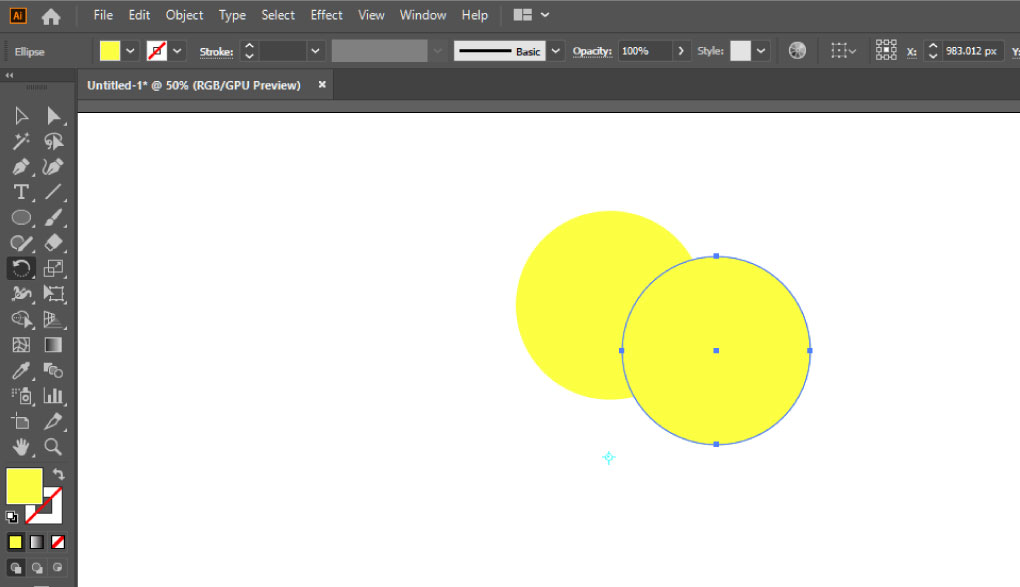 Ai File Edit Object Type Select Effect View Window Help
Ellipse Stroke: Basic Opacity: 100% Style: X: 983.012 px Y:
Untitled-1* @ 50% (RGB/GPU Preview) ×